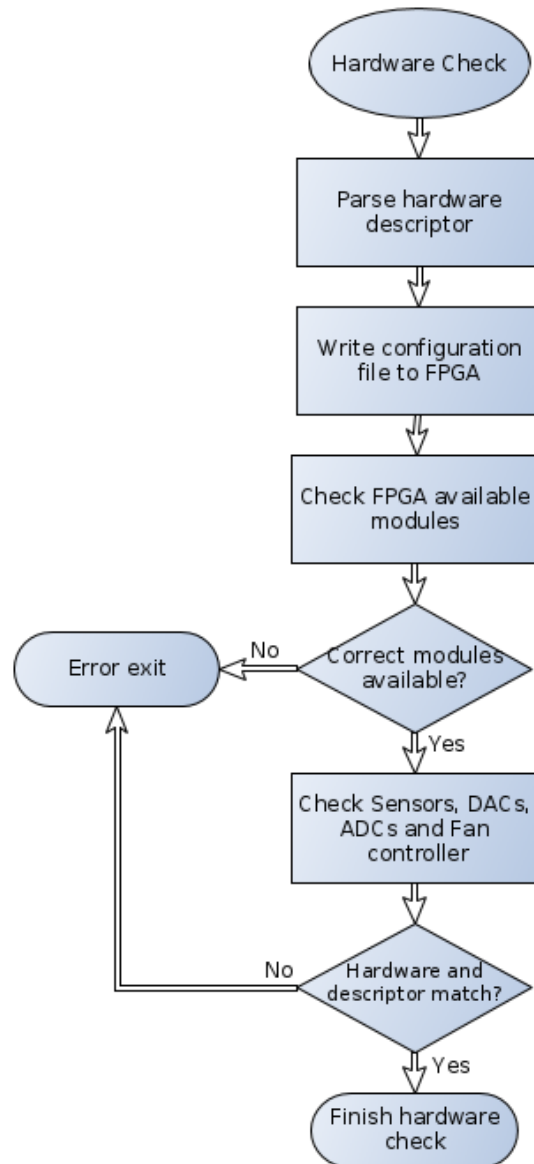 Hardware Check
Parse hardware
descriptor
Write configuration
file to FPGA
Check FPGA available
modules
Correct modules
available?
No
Error exit
Yes
Check Sensors, DACs,
ADCs and Fan
controller
Hardware and
descriptor match?
No
Yes
Finish hardware
check